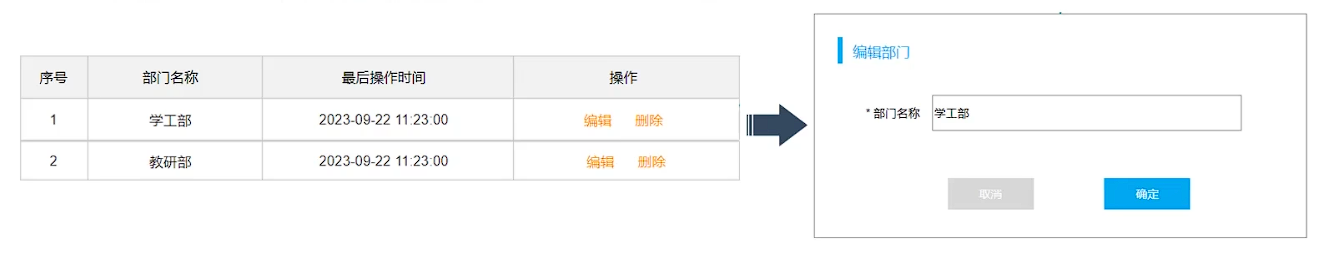 序号 部门名称 最后操作时间 操作
1 学工部 2023-09-22 11:23:00 编辑 删除
2 教研部 2023-09-22 11:23:00 编辑 删除
编辑部门
* 部门名称 学工部
取消 确定